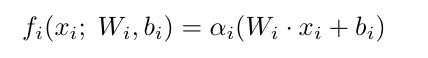 f_i(x_i; W_i, b_i) = α_i(W_i · x_i + b_i)